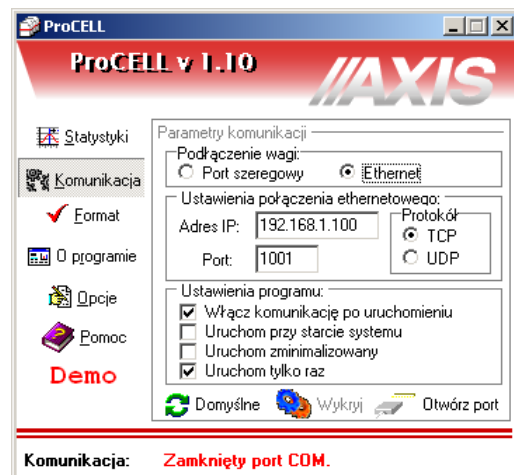 ProCELL
ProCELL v 1.10
//AXIS
Statystyki
Komunikacja
Format
O programie
Opcje
Pomoc
Demo
Parametry komunikacji
Podłączenie wagi:
Port szeregowy Ethernet
Ustawienia połączenia ethernetowego:
Adres IP: 192.168.1.100
Port: 1001
Protokół
TCP
UDP
Ustawienia programu:
Włącz komunikację po uruchomieniu
Uruchom przy starcie systemu
Uruchom zminimalizowany
Uruchom tylko raz
Domyślne Wykryj Otwórz port
Komunikacja: Zamknięty port COM.